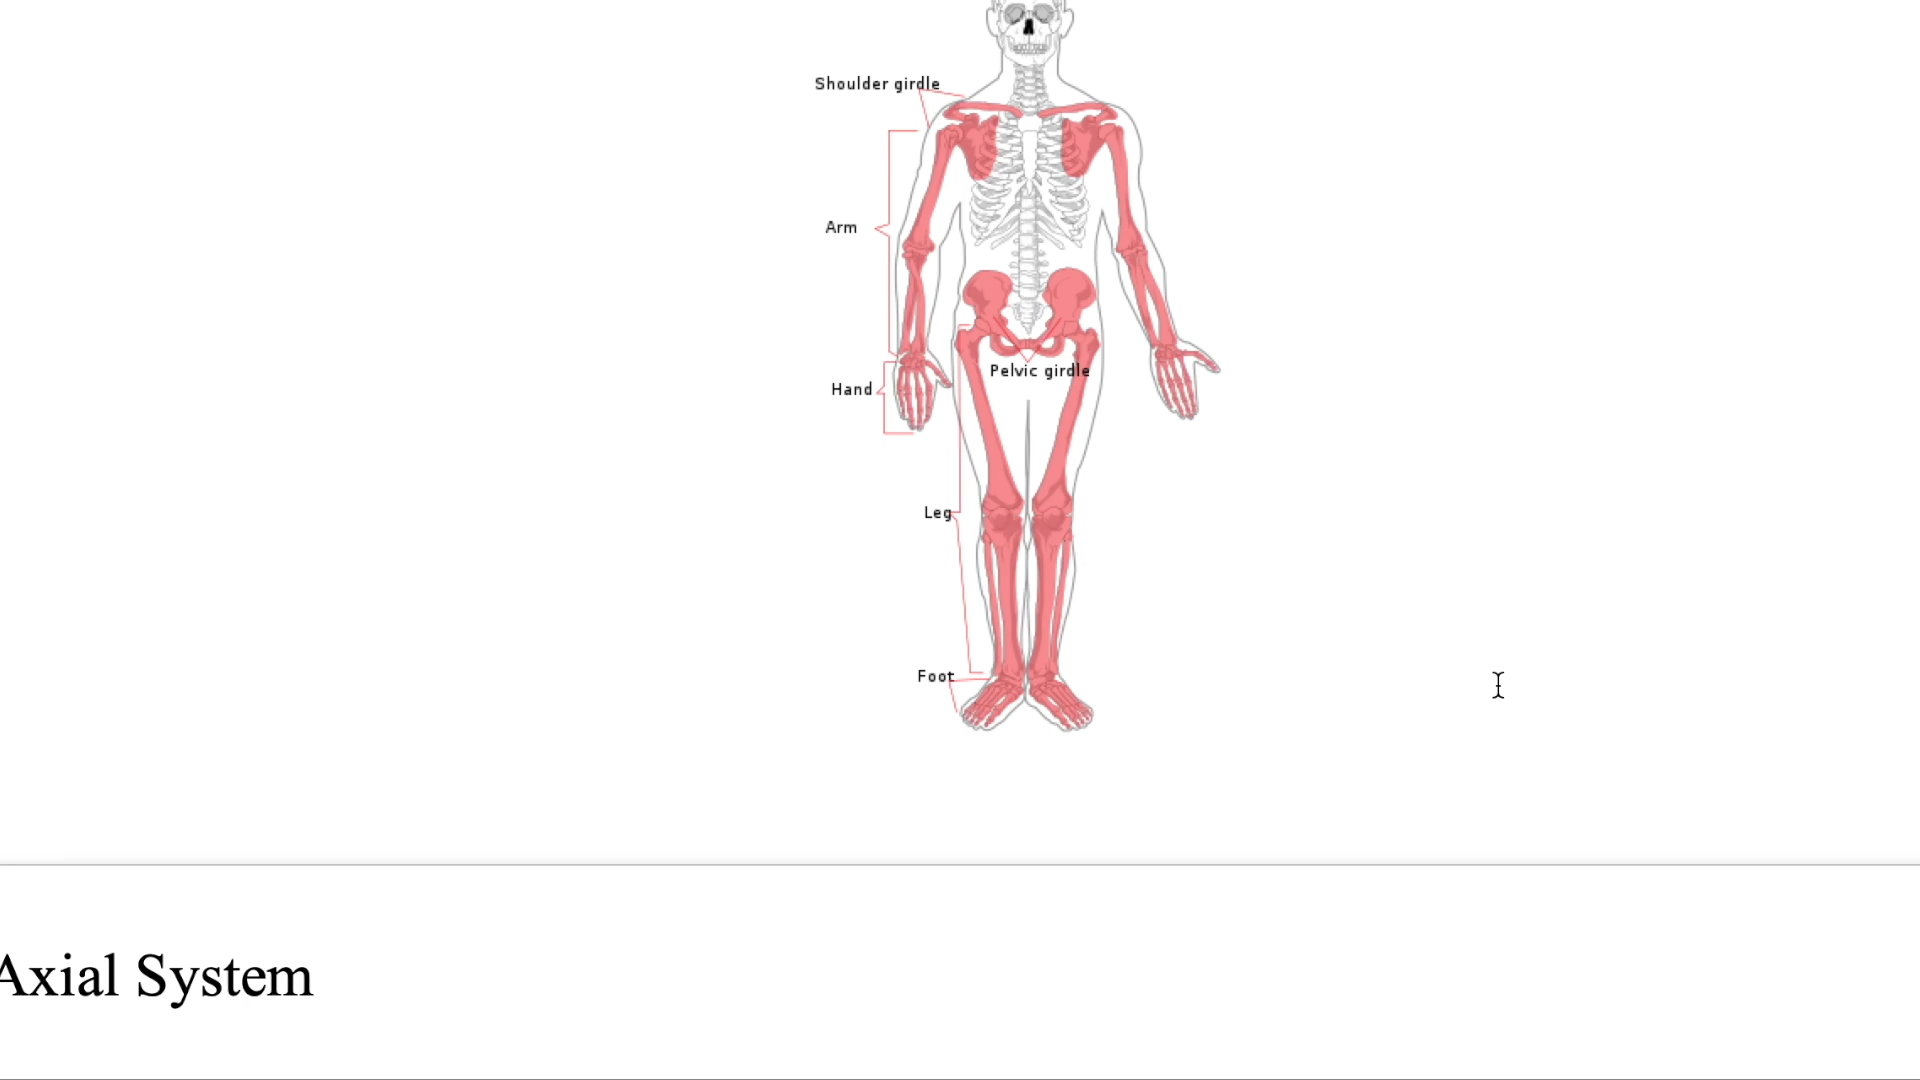 Shoulder girdle
Arm
Pelvic girdle
Hand
Leg
Foot
Axial System